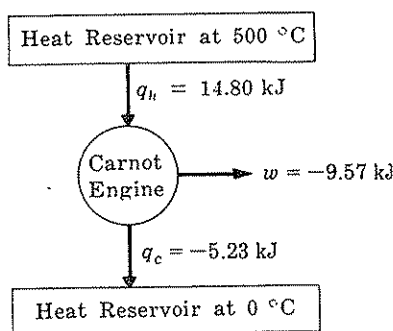 Heat Reservoir at 500 °C
q_h = 14.80 kJ
Carnot
Engine
w = −9.57 kJ
q_c = −5.23 kJ
Heat Reservoir at 0 °C